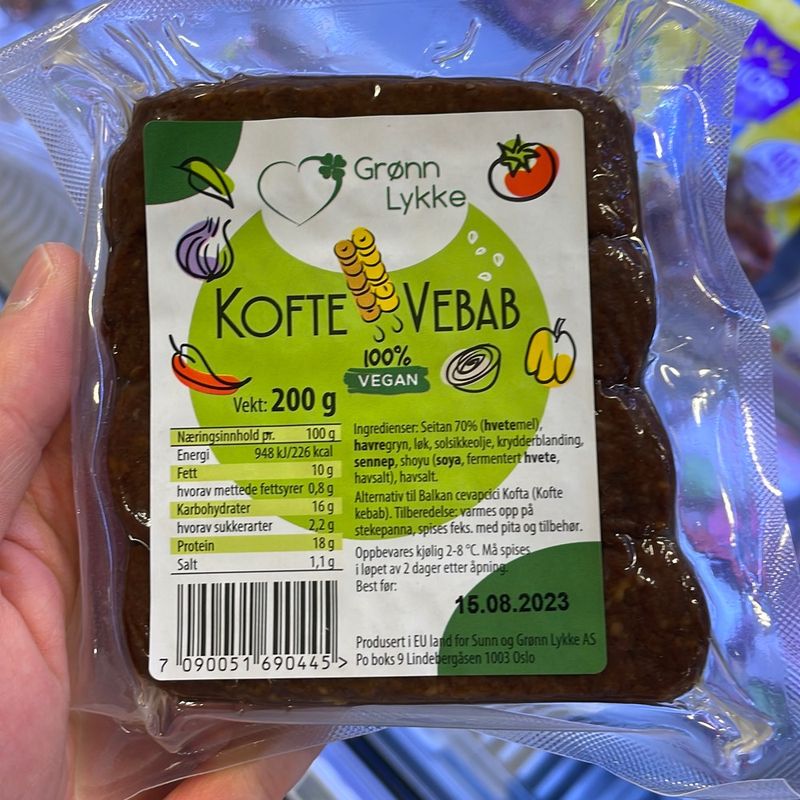 Grønn
Lykke
KOFTE VEBAB
100%
VEGAN
Vekt: 200 g
Næringsinnhold pr. 100 g
Energi 948 kJ/226 kcal
Fett 10 g
hvorav mettede fettsyrer 0,8 g
Karbohydrater 16 g
hvorav sukkerarter 2,2 g
Protein 18 g
Salt 1,1 g
Ingredienser: Seitan 70% (hvetemel),
havregryn, løk, solsikkeolje, krydderblanding,
sennep, shoyu (soya, fermentert hvete,
havsalt), havsalt.
Alternativ til Balkan cevapcici Kofta (Kofte
kebab). Tilberedelse: varmes opp på
stekepanna, spises feks. med pita og tilbehør.
Oppbevares kjølig 2-8 °C. Må spises
i løpet av 2 dager etter åpning.
Best før:
15.08.2023
Produsert i EU land for Sunn og Grønn Lykke AS
Po boks 9 Lindebergåsen 1003 Oslo
7 090051 690445 >